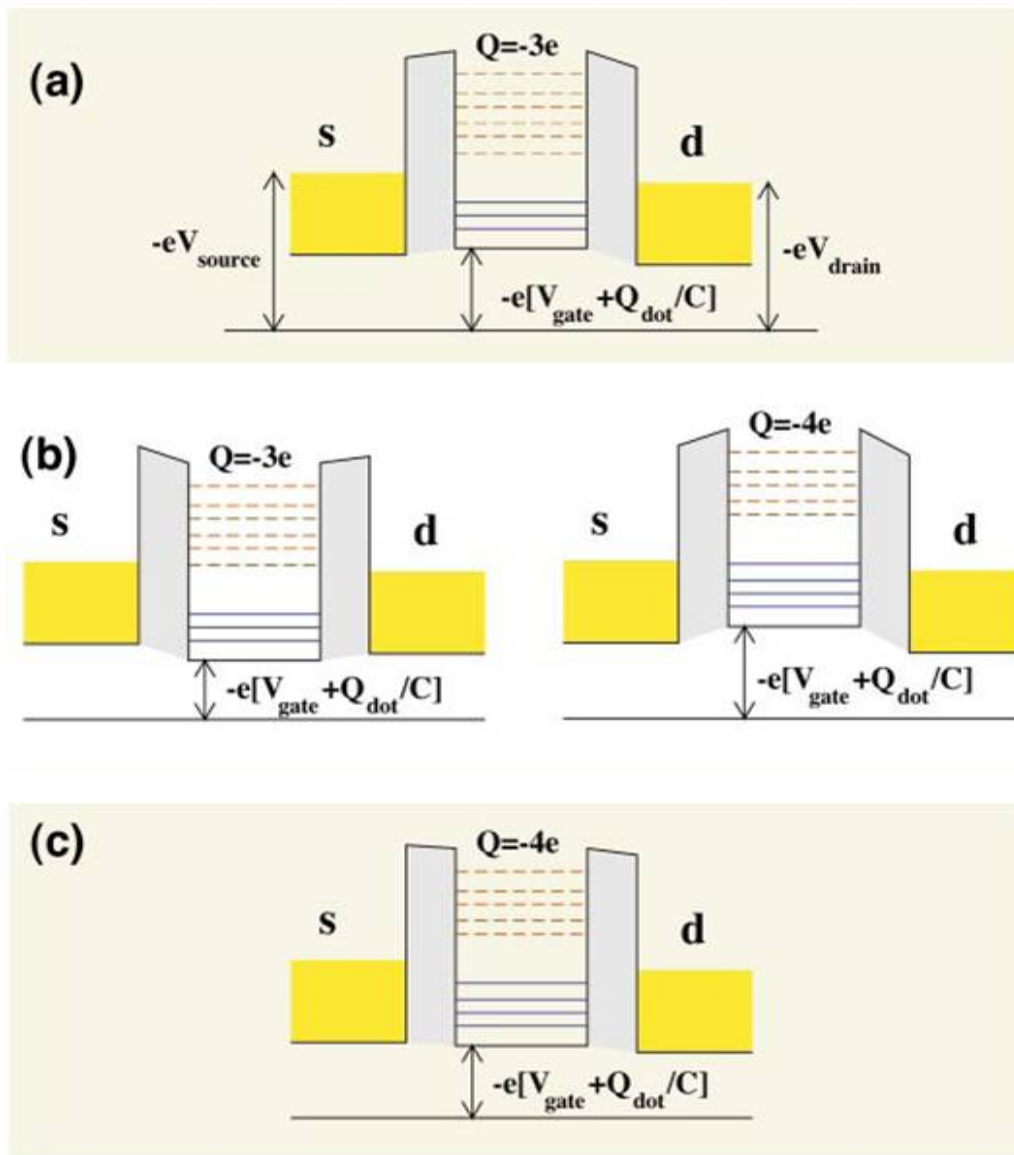 (a)
Q=-3e
s
d
-eV_source
-eV_drain
-e[V_gate+Q_dot/C]
(b)
Q=-3e
s
d
-e[V_gate+Q_dot/C]
Q=-4e
s
d
-e[V_gate+Q_dot/C]
(c)
Q=-4e
s
d
-e[V_gate+Q_dot/C]